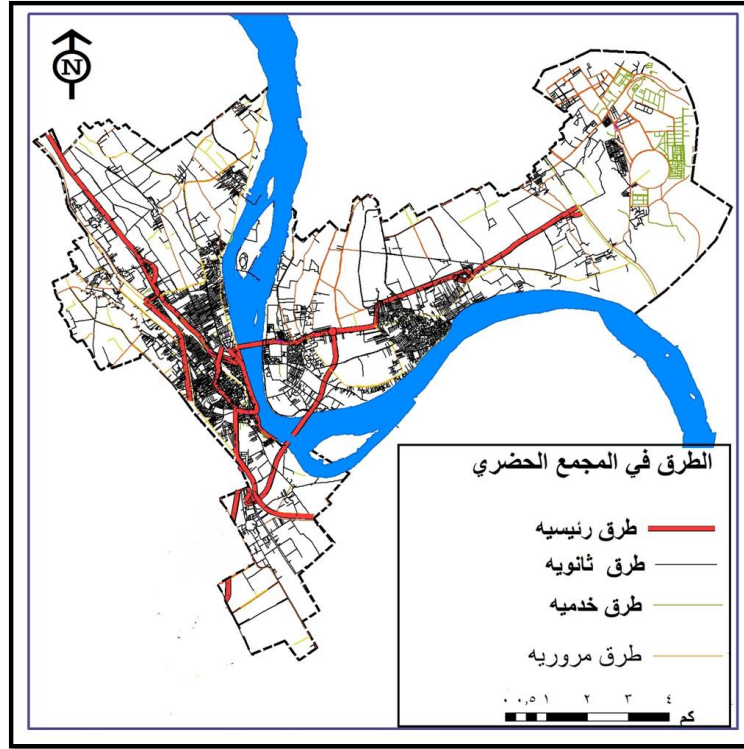 N
الطرق في المجمع الحضري
طرق رئيسيه
طرق ثانويه
طرق خدميه
طرق مروريه
٠ ٠,٥ ١ ٢ ٣ ٤
كم